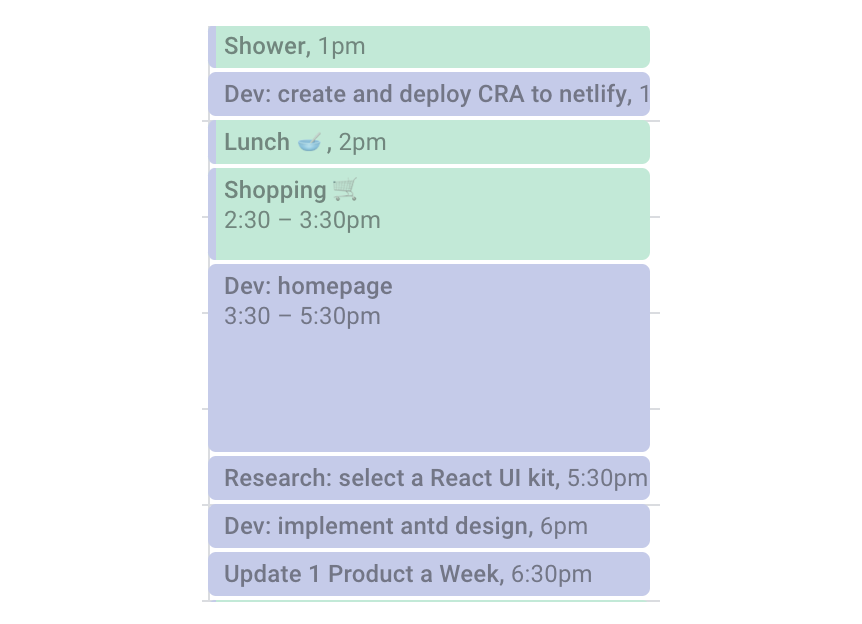 Shower, 1pm
Dev: create and deploy CRA to netlify, 1
Lunch 🥣 , 2pm
Shopping 🛒
2:30 – 3:30pm
Dev: homepage
3:30 – 5:30pm
Research: select a React UI kit, 5:30pm
Dev: implement antd design, 6pm
Update 1 Product a Week, 6:30pm